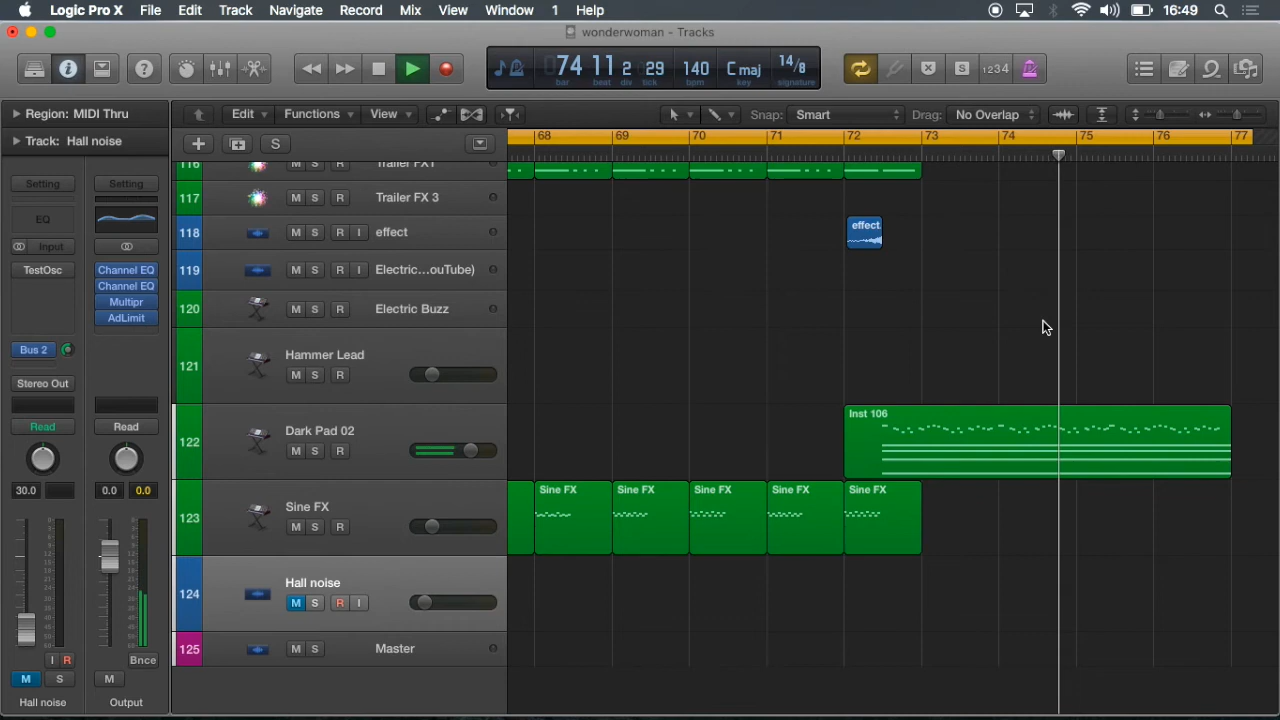 Logic Pro X File Edit Track Navigate Record Mix View Window 1 Help 16:49
wonderwoman - Tracks
74 11 2 29 140 C maj 14/8
bar beat div tick bpm key signature
1234
Region: MIDI Thru
Edit Functions View Snap: Smart Drag: No Overlap
Track: Hall noise
S
68 69 70 71 72 73 74 75 76 77
116 M S R Trailer FX1
117 M S R Trailer FX 3
118 M S R I effect
effect
119 M S R I Electric...ouTube)
120 M S R Electric Buzz
121 Hammer Lead
M S R
122 Dark Pad 02
M S R
Inst 106
123 Sine FX
M S R
Sine FX Sine FX Sine FX Sine FX Sine FX
124 Hall noise
M S R I
125 M S Master
Setting Setting
EQ
Input
TestOsc Channel EQ
Channel EQ
Multipr
AdLimit
Bus 2
Stereo Out
Read Read
30.0 0.0 0.0
I R Bnce
M S M
Hall noise Output